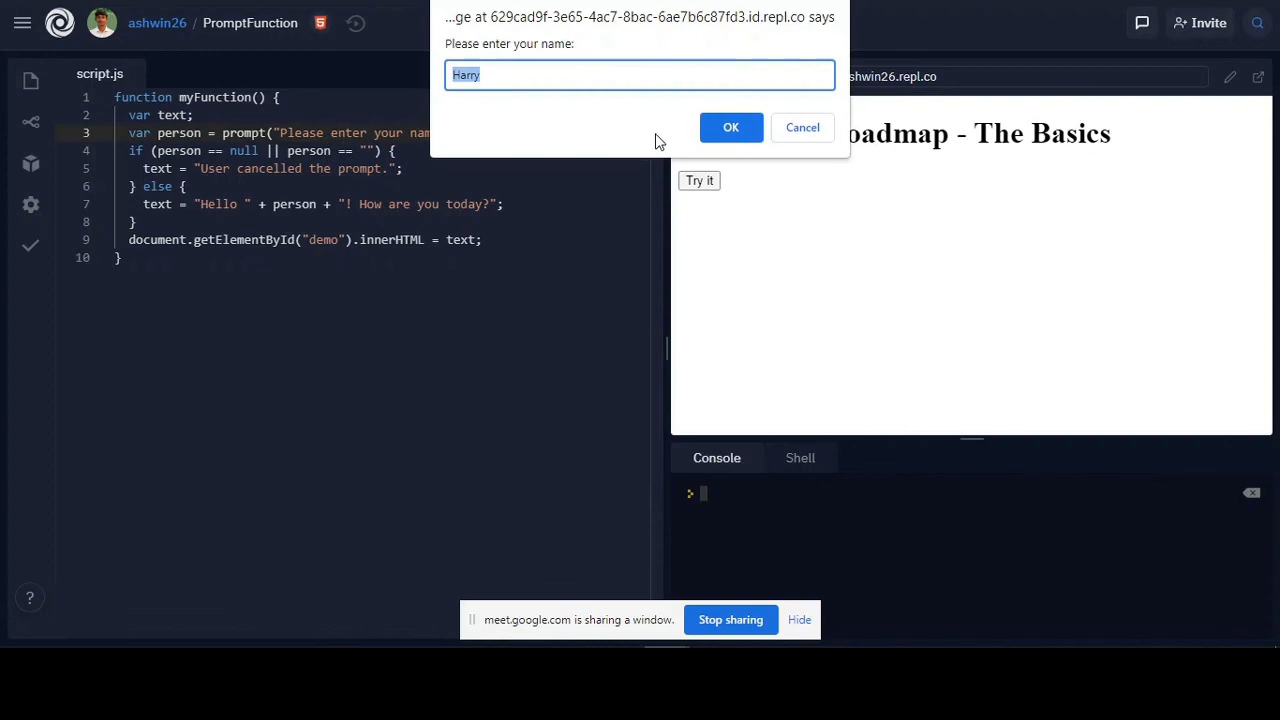 ashwin26 / PromptFunction
...ge at 629cad9f-3e65-4ac7-8bac-6ae7b6c87fd3.id.repl.co says
Please enter your name:
Harry
OK
Cancel
Invite
script.js
1 function myFunction() {
2 var text;
3 var person = prompt("Please enter your nam
4 if (person == null || person == "") {
5 text = "User cancelled the prompt.";
6 } else {
7 text = "Hello " + person + "! How are you today?";
8 }
9 document.getElementById("demo").innerHTML = text;
10 }
shwin26.repl.co
oadmap - The Basics
Try it
Console
Shell
>
?
meet.google.com is sharing a window.
Stop sharing
Hide